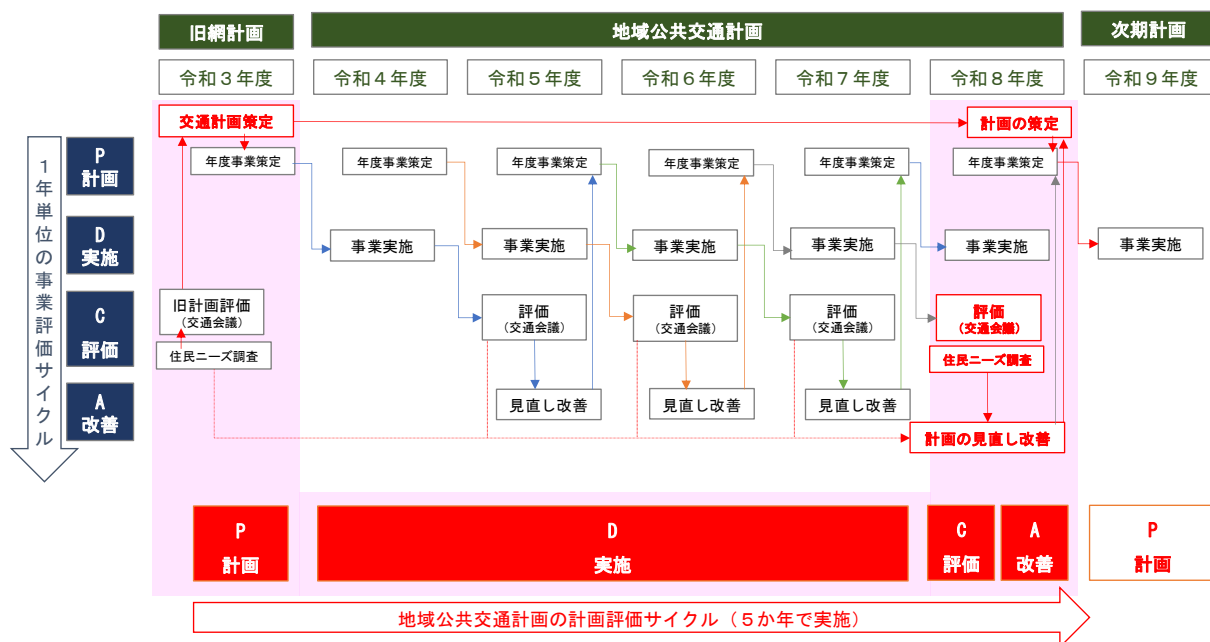 旧網計画
地域公共交通計画
次期計画
令和３年度
令和４年度
令和５年度
令和６年度
令和７年度
令和８年度
令和９年度
交通計画策定
計画の策定
１年単位の事業評価サイクル
P
計画
年度事業策定
年度事業策定
年度事業策定
年度事業策定
年度事業策定
年度事業策定
D
実施
事業実施
事業実施
事業実施
事業実施
事業実施
事業実施
C
評価
旧計画評価
（交通会議）
評価
（交通会議）
評価
（交通会議）
評価
（交通会議）
評価
（交通会議）
住民ニーズ調査
住民ニーズ調査
A
改善
見直し改善
見直し改善
見直し改善
計画の見直し改善
P
計画
D
実施
C
評価
A
改善
P
計画
地域公共交通計画の計画評価サイクル（５か年で実施）